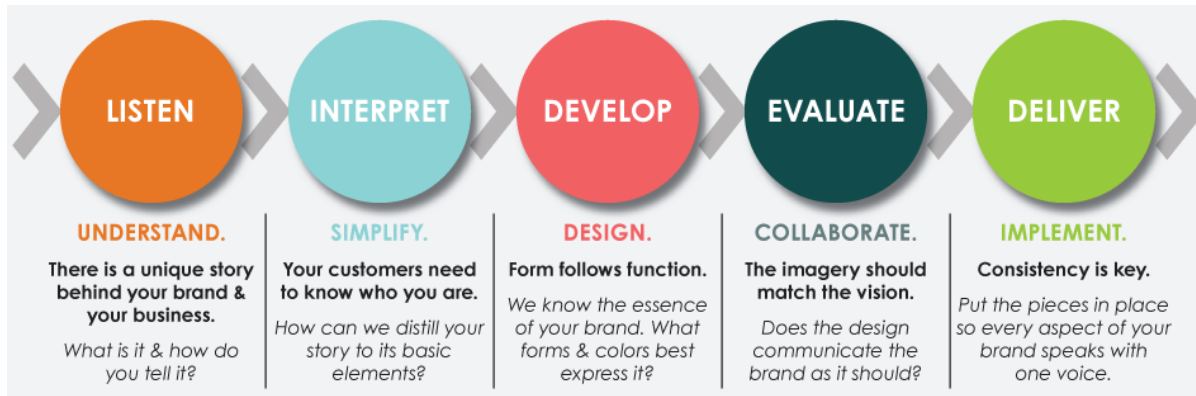 LISTEN
INTERPRET
DEVELOP
EVALUATE
DELIVER
UNDERSTAND.
There is a unique story
behind your brand &
your business.
What is it & how do
you tell it?
SIMPLIFY.
Your customers need
to know who you are.
How can we distill your
story to its basic
elements?
DESIGN.
Form follows function.
We know the essence
of your brand. What
forms & colors best
express it?
COLLABORATE.
The imagery should
match the vision.
Does the design
communicate the
brand as it should?
IMPLEMENT.
Consistency is key.
Put the pieces in place
so every aspect of your
brand speaks with
one voice.